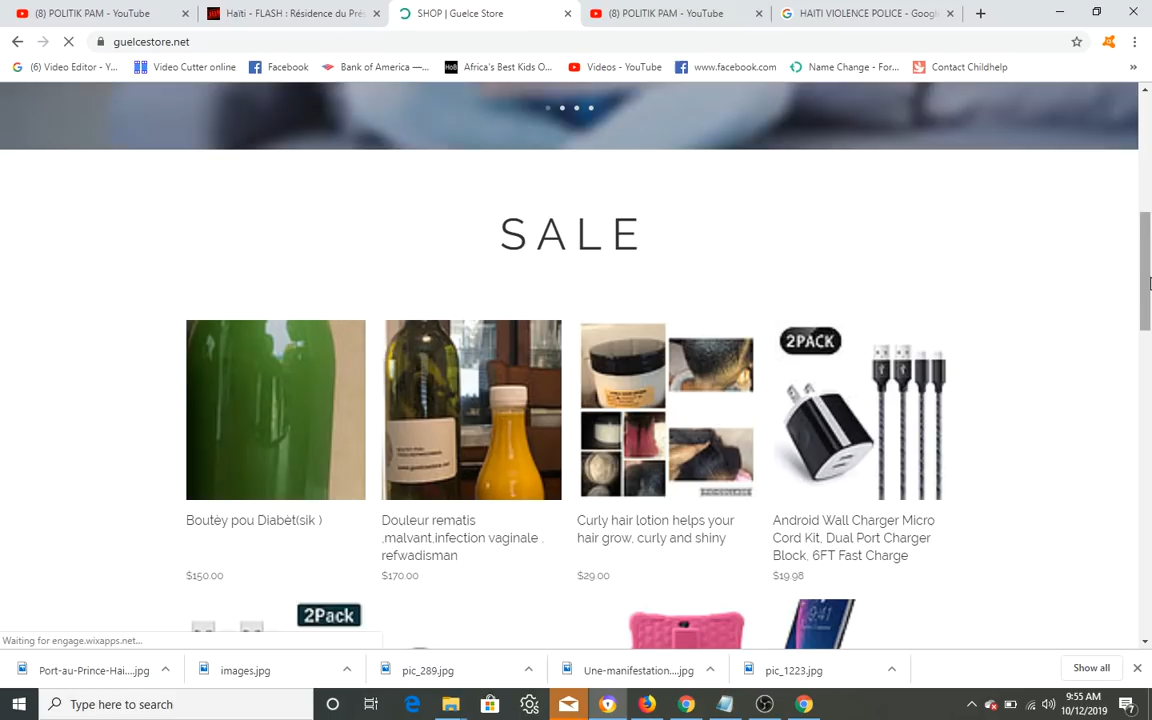 (8) POLITIK PAM - YouTube
Haïti - FLASH : Résidence du Pré
SHOP | Guelce Store
(8) POLITIK PAM - YouTube
HAITI VIOLENCE POLICE - Google
guelcestore.net
(6) Video Editor - Y...
Video Cutter online
Facebook
Bank of America —...
HoB
Africa's Best Kids O...
Videos - YouTube
www.facebook.com
Name Change - For...
Contact Childhelp
SALE
2PACK
Boutèy pou Diabèt(sik )
$150.00
Douleur rematis
,malvant,infection vaginale ,
refwadisman
$170.00
Curly hair lotion helps your
hair grow, curly and shiny
$29.00
Android Wall Charger Micro
Cord Kit, Dual Port Charger
Block, 6FT Fast Charge
$19.98
2Pack
Waiting for engage.wixapps.net...
Port-au-Prince-Hai....jpg
images.jpg
pic_289.jpg
Une-manifestation....jpg
pic_1223.jpg
Show all
Type here to search
9:55 AM
10/12/2019
7